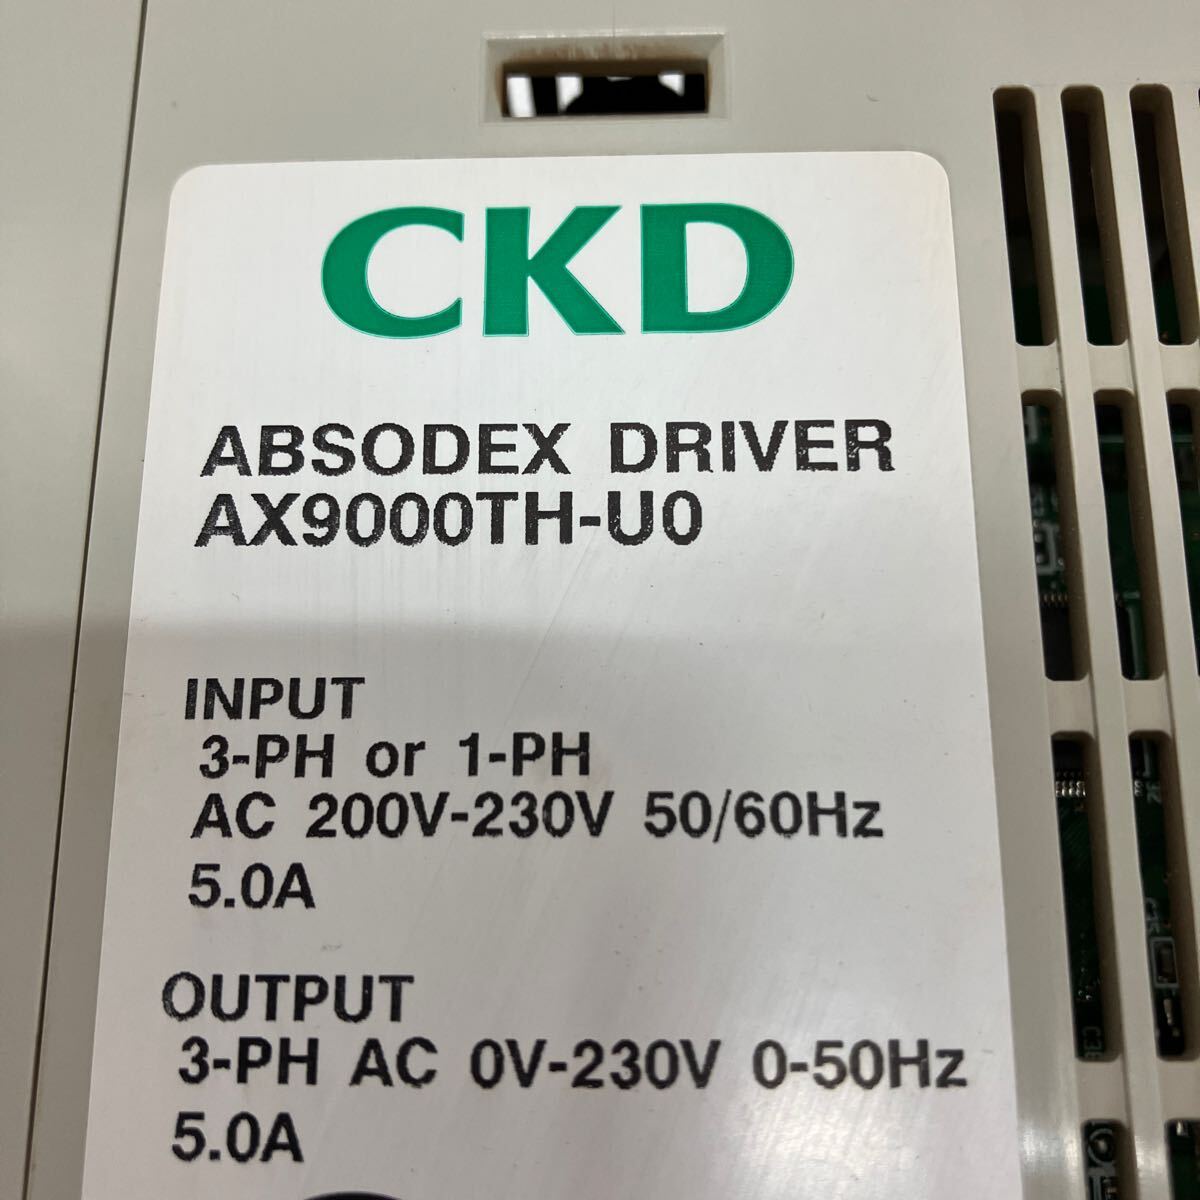 CKD
ABSODEX DRIVER
AX9000TH-U0
INPUT
3-PH or 1-PH
AC 200V-230V 50/60Hz
5.0A
OUTPUT
3-PH AC 0V-230V 0-50Hz
5.0A